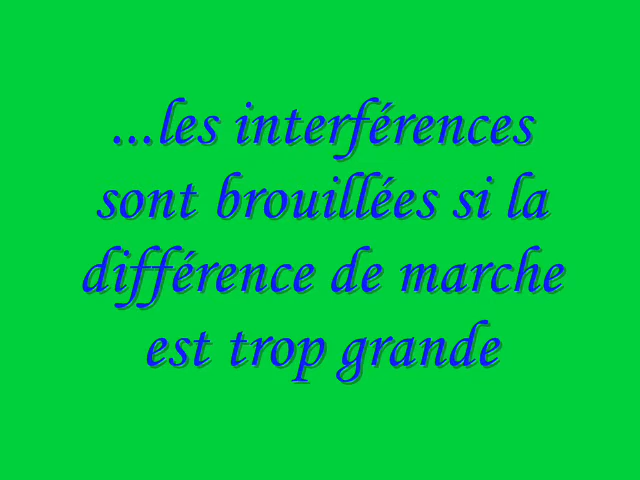 ...les interférences
sont brouillées si la
différence de marche
est trop grande